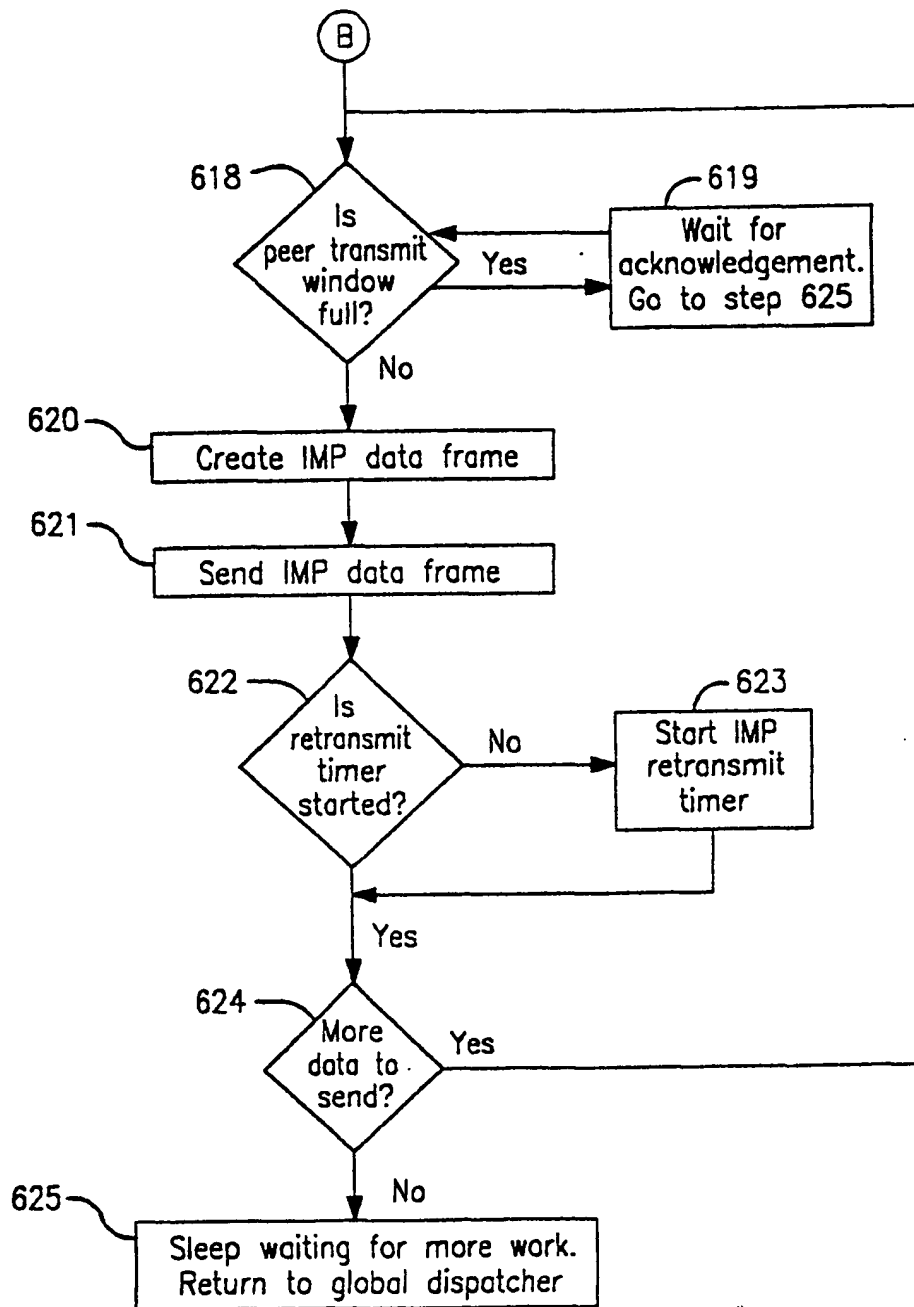 B
618
Is
peer transmit
window
full?
Yes
No
619
Wait for
acknowledgement.
Go to step 625
620
Create IMP data frame
621
Send IMP data frame
622
Is
retransmit
timer
started?
No
Yes
623
Start IMP
retransmit
timer
624
More
data to
send?
Yes
No
625
Sleep waiting for more work.
Return to global dispatcher